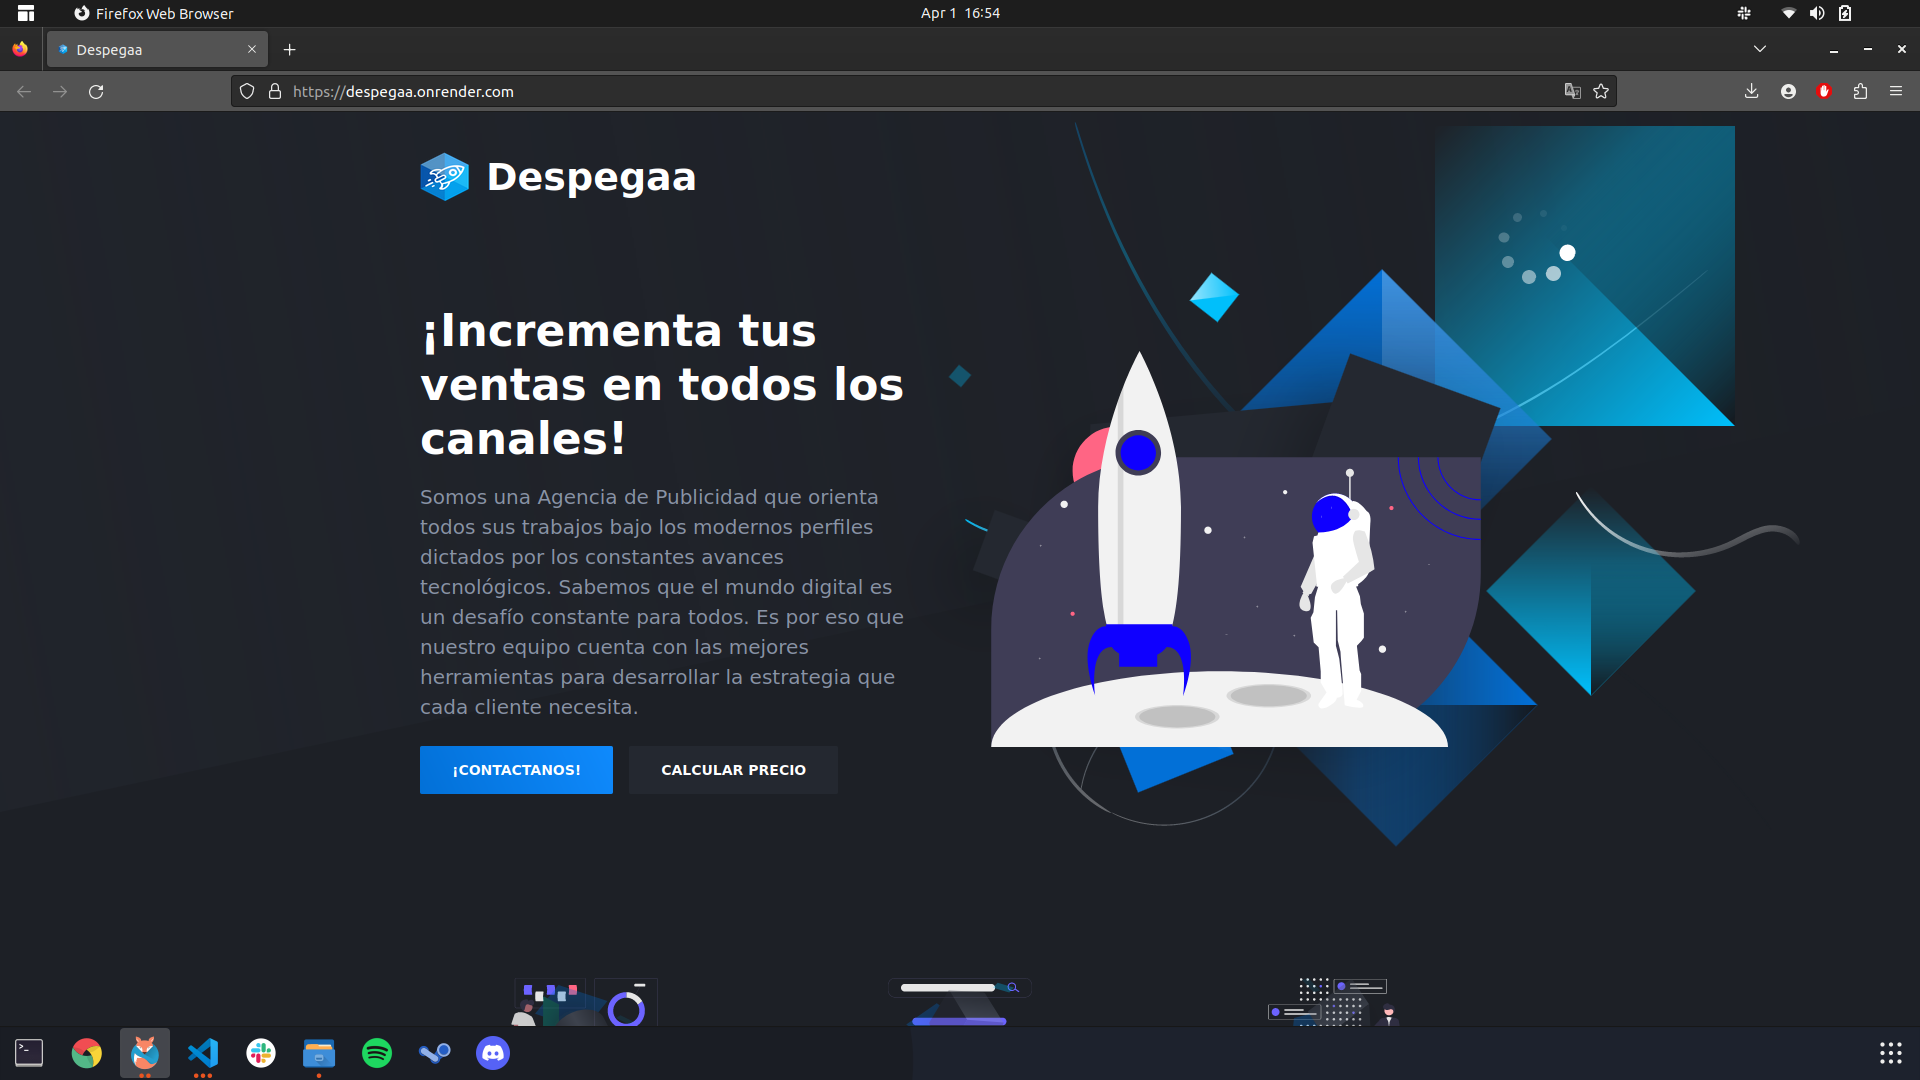 Firefox Web Browser
Apr 1 16:54
Despegaa
https://despegaa.onrender.com
Despegaa
¡Incrementa tus
ventas en todos los
canales!
Somos una Agencia de Publicidad que orienta
todos sus trabajos bajo los modernos perfiles
dictados por los constantes avances
tecnológicos. Sabemos que el mundo digital es
un desafío constante para todos. Es por eso que
nuestro equipo cuenta con las mejores
herramientas para desarrollar la estrategia que
cada cliente necesita.
¡CONTACTANOS!
CALCULAR PRECIO